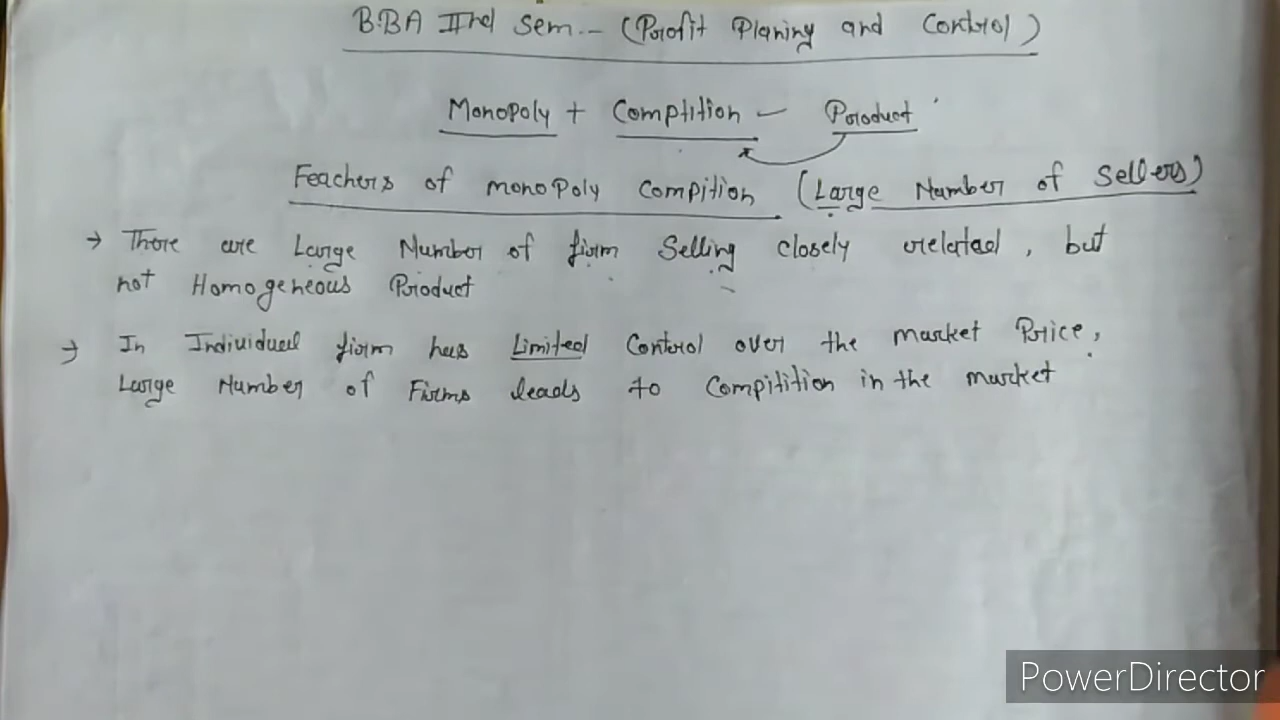 B.BA IInd Sem. - (Profit Planing and Control)
Monopoly + Comptition - Product
Feachers of monopoly Compition (Large Number of Sellers)
→ There are Large Number of firm Selling closely related, but
not Homogeneous Product
→ In Individual firm has Limited Control over the market Price,
Large Number of Firms leads to Compitition in the market
PowerDirector